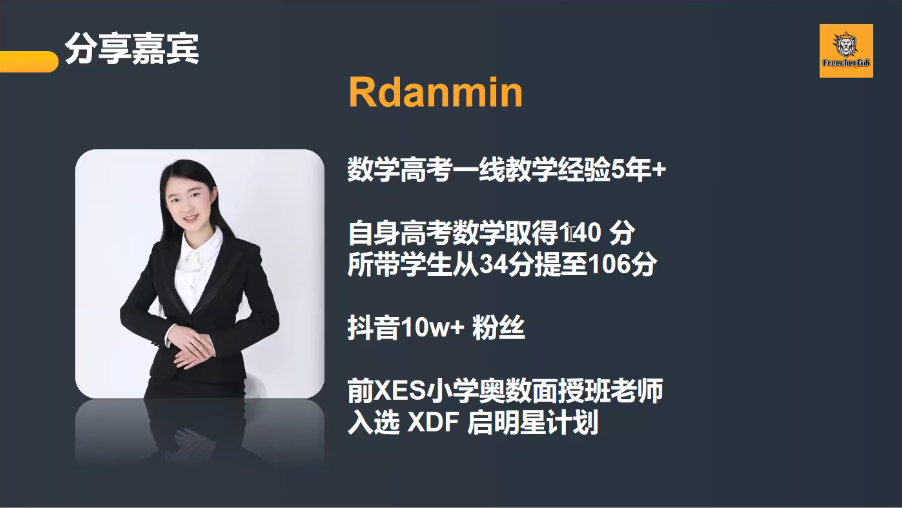 分享嘉宾
Rdanmin
数学高考一线教学经验5年+
自身高考数学取得140 分
所带学生从34分提至106分
抖音10w+ 粉丝
前XES小学奥数面授班老师
入选 XDF 启明星计划